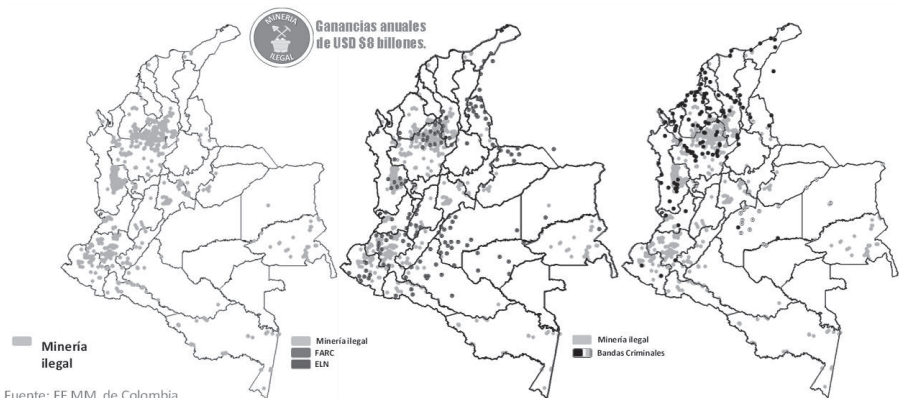 MINERIA
ILEGAL
Ganancias anuales
de USD $8 billones.
Minería
ilegal
Minería ilegal
FARC
ELN
Minería ilegal
Bandas Criminales
Fuente: FF.MM. de Colombia